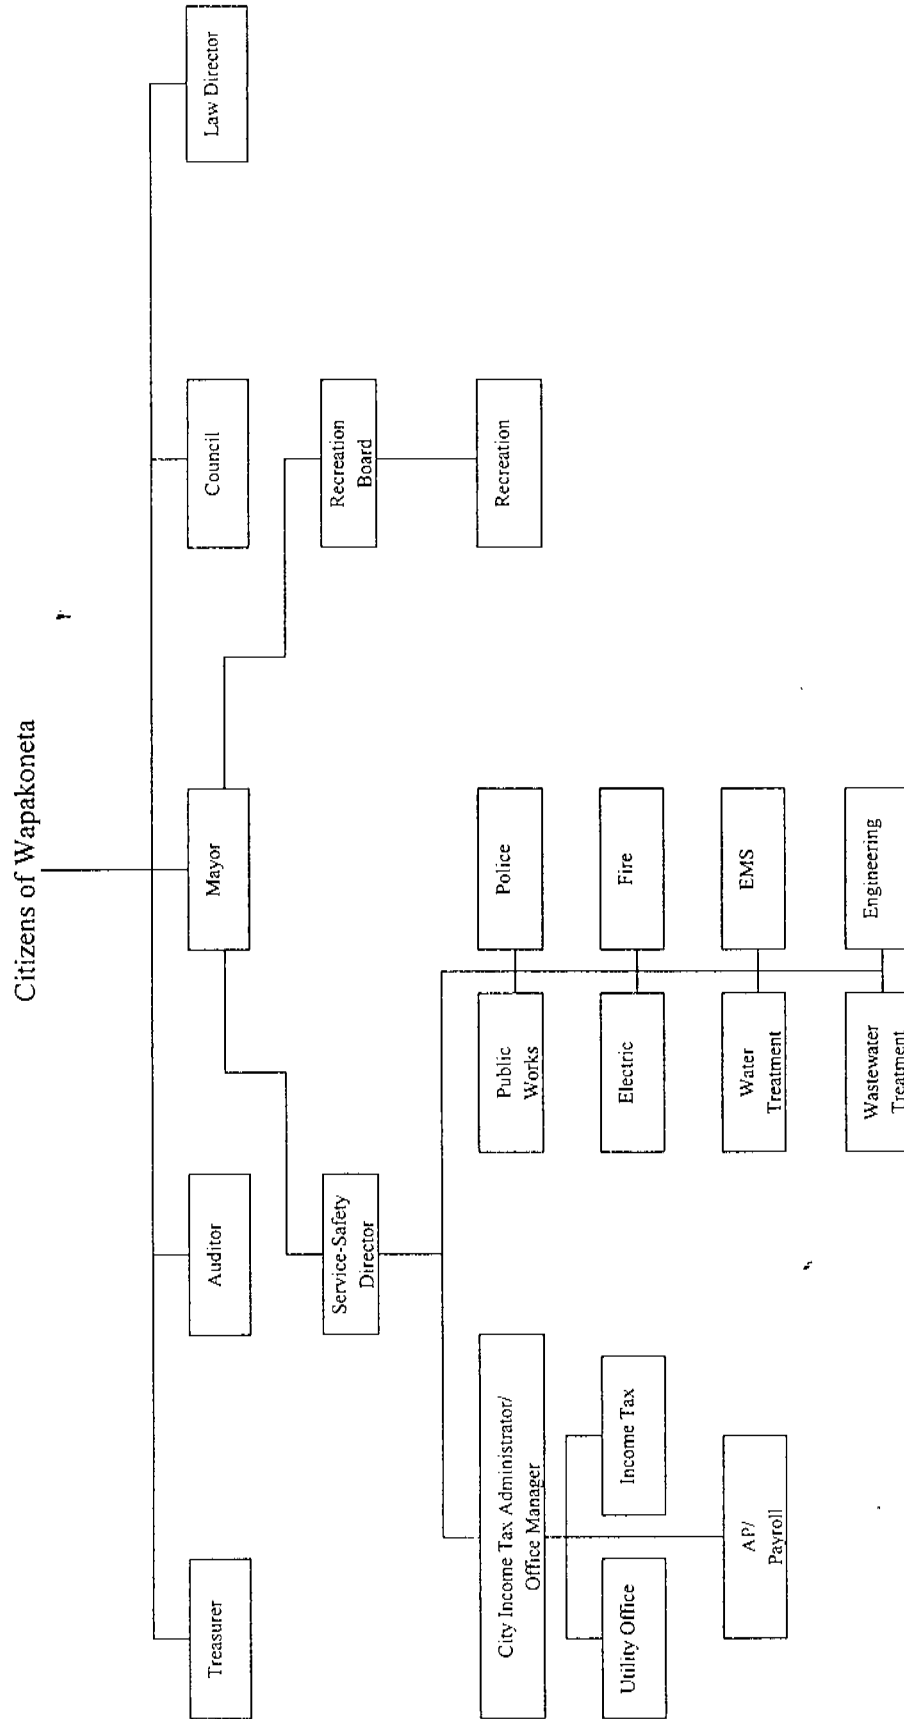 Citizens of Wapakoneta
Treasurer
Auditor
Mayor
Council
Law Director
Service-Safety
Director
Recreation
Board
City Income Tax Administrator/
Office Manager
Public
Works
Police
Recreation
Utility Office
Income Tax
Electric
Fire
AP/
Payroll
Water
Treatment
EMS
Wastewater
Treatment
Engineering